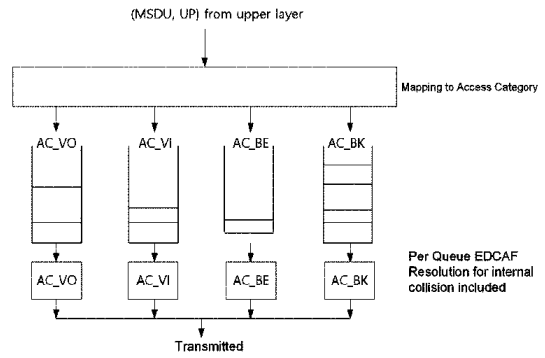 (MSDU, UP) from upper layer
Mapping to Access Category
AC_VO
AC_VI
AC_BE
AC_BK
Per Queue EDCAF
Resolution for internal
collision included
AC_VO
AC_VI
AC_BE
AC_BK
Transmitted